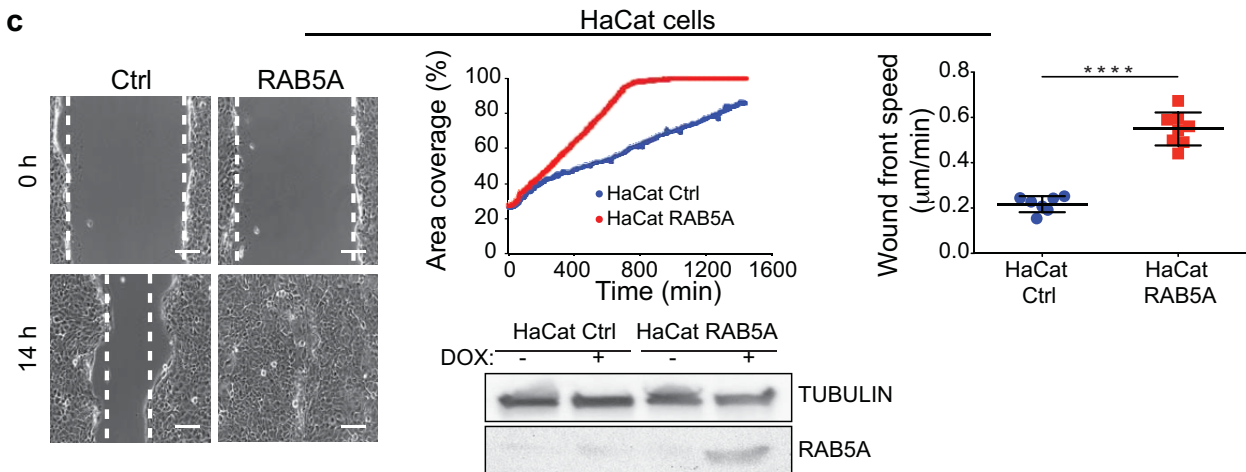 c
HaCat cells
Ctrl
RAB5A
0 h
14 h
Area coverage (%)
100
80
60
40
20
0
HaCat Ctrl
HaCat RAB5A
0
400
800
1200
1600
Time (min)
Wound front speed
(μm/min)
****
0.8
0.6
0.4
0.2
0.0
HaCat
Ctrl
HaCat
RAB5A
HaCat Ctrl
HaCat RAB5A
DOX:
-
+
-
+
TUBULIN
RAB5A